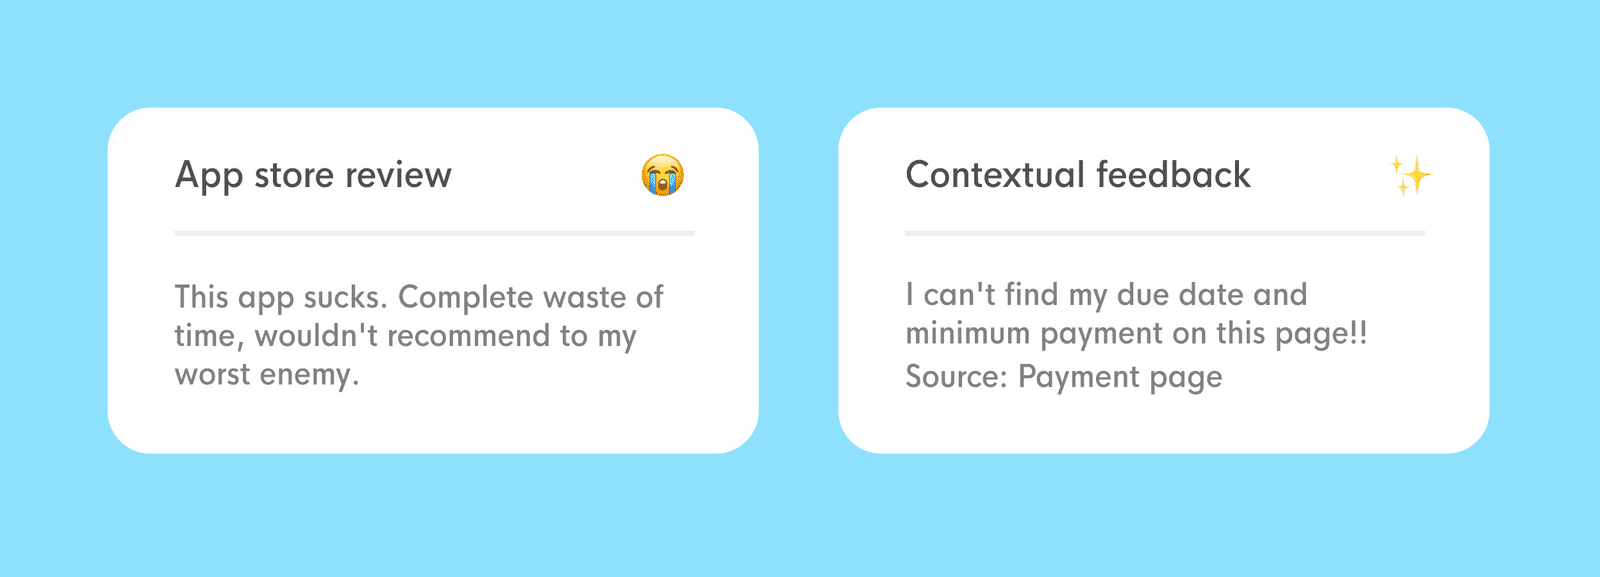 App store review 😭
This app sucks. Complete waste of
time, wouldn't recommend to my
worst enemy.
Contextual feedback ✨
I can't find my due date and
minimum payment on this page!!
Source: Payment page